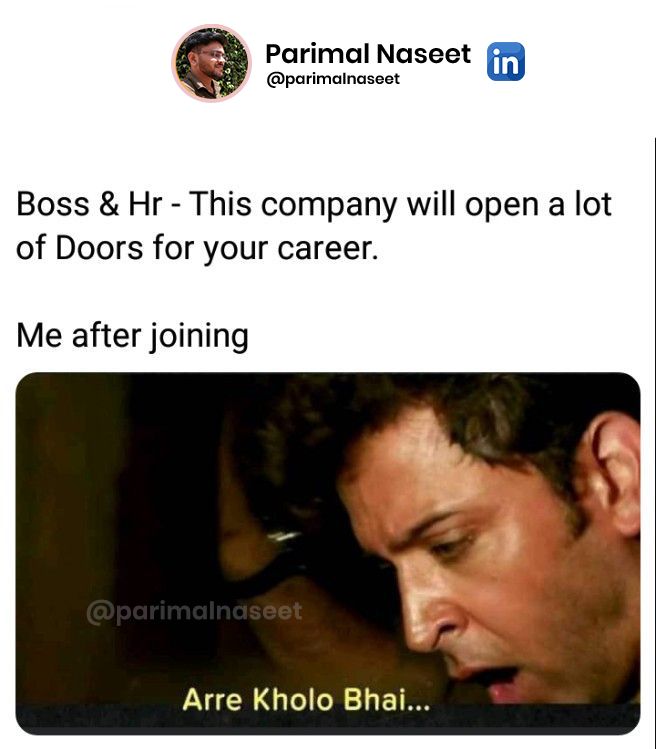 Parimal Naseet in
@parimalnaseet
Boss & Hr - This company will open a lot
of Doors for your career.
Me after joining
@parimalnaseet
Arre Kholo Bhai...